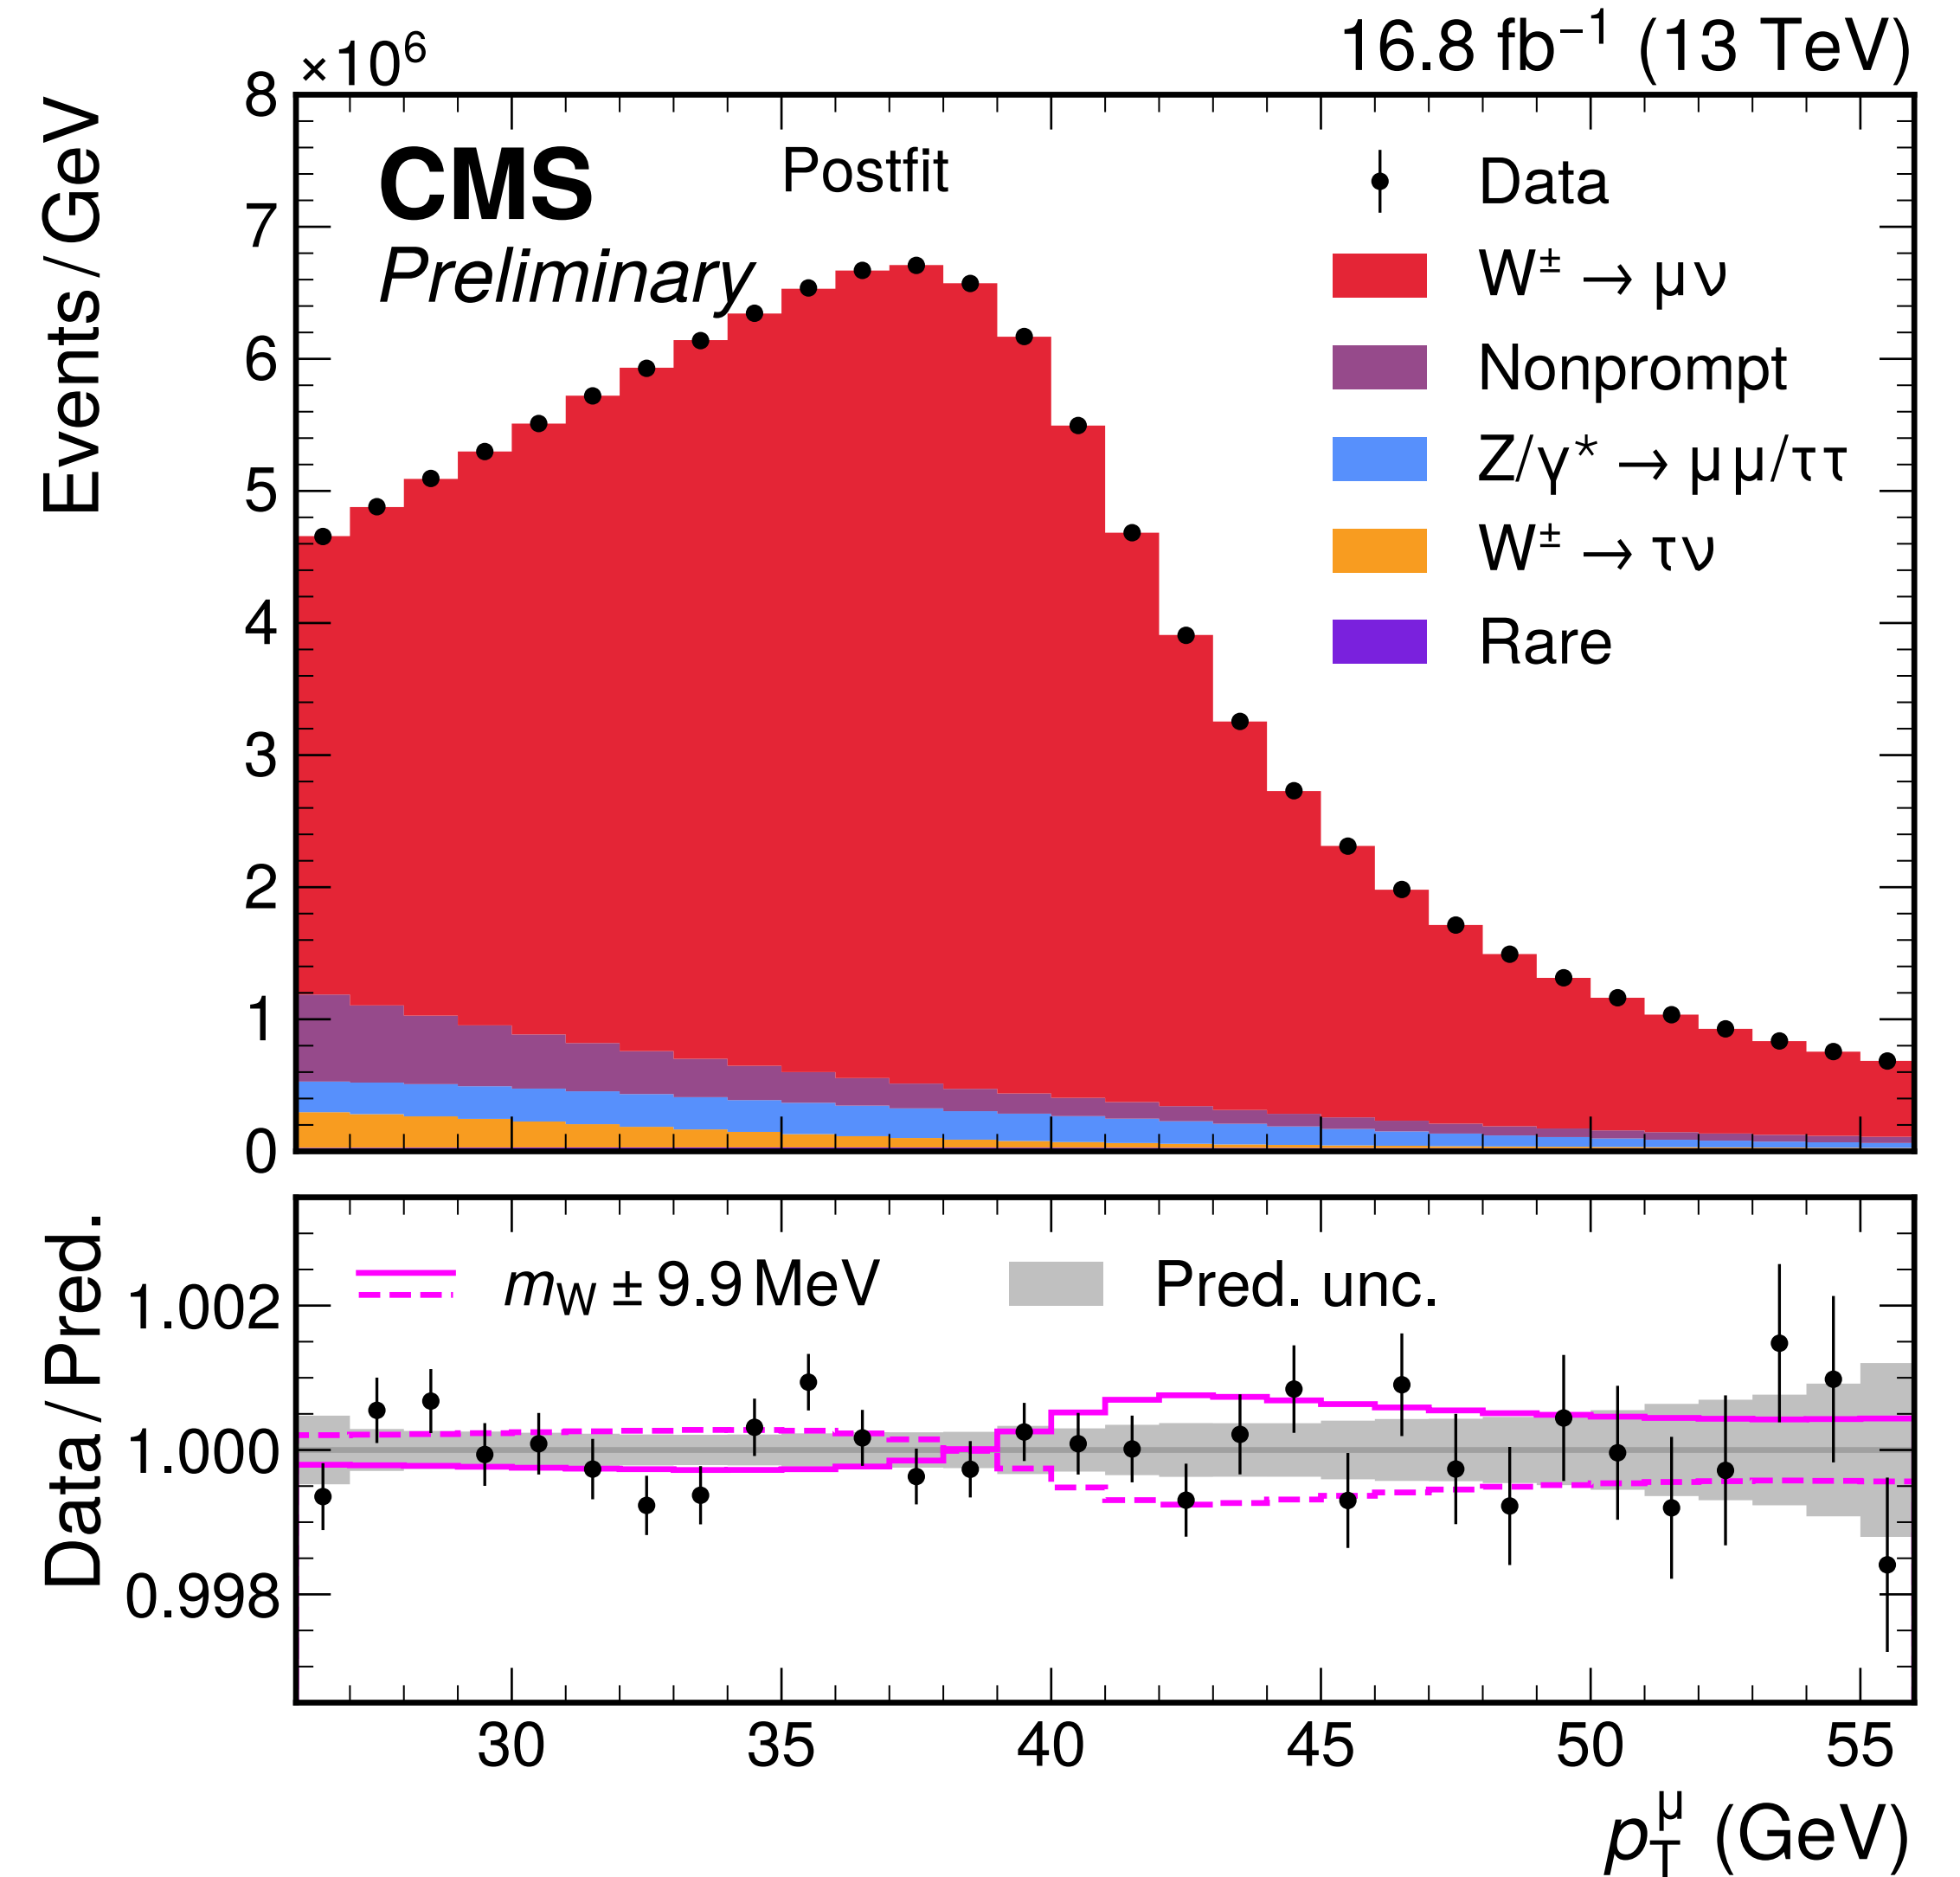 ×10⁶
16.8 fb⁻¹ (13 TeV)
CMS
Preliminary
Postfit
Data
W± → μν
Nonprompt
Z/γ* → μμ/ττ
W± → τν
Rare
Events / GeV
8
7
6
5
4
3
2
1
0
m_W ± 9.9 MeV
Pred. unc.
Data / Pred.
1.002
1.000
0.998
30 35 40 45 50 55
p_T^μ (GeV)